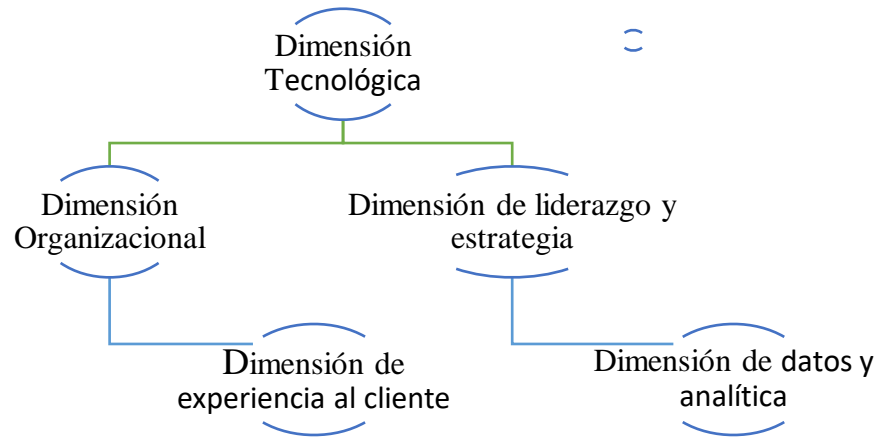 Dimensión
Tecnológica
Dimensión
Organizacional
Dimensión de liderazgo y
estrategia
Dimensión de
experiencia al cliente
Dimensión de datos y
analítica